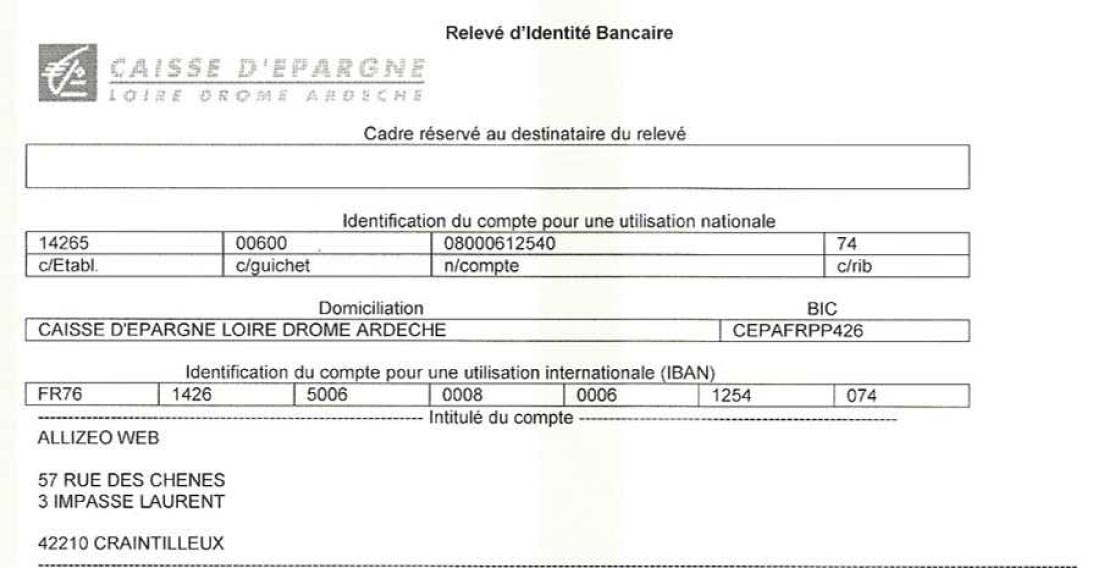 Relevé d'Identité Bancaire
CAISSE D'EPARGNE
LOIRE DROME ARDECHE
Cadre réservé au destinataire du relevé
Identification du compte pour une utilisation nationale
14265 00600 08000612540 74
c/Etabl. c/guichet n/compte c/rib
Domiciliation BIC
CAISSE D'EPARGNE LOIRE DROME ARDECHE CEPAFRPP426
Identification du compte pour une utilisation internationale (IBAN)
FR76 1426 5006 0008 0006 1254 074
Intitulé du compte
ALLIZEO WEB
57 RUE DES CHENES
3 IMPASSE LAURENT
42210 CRAINTILLEUX